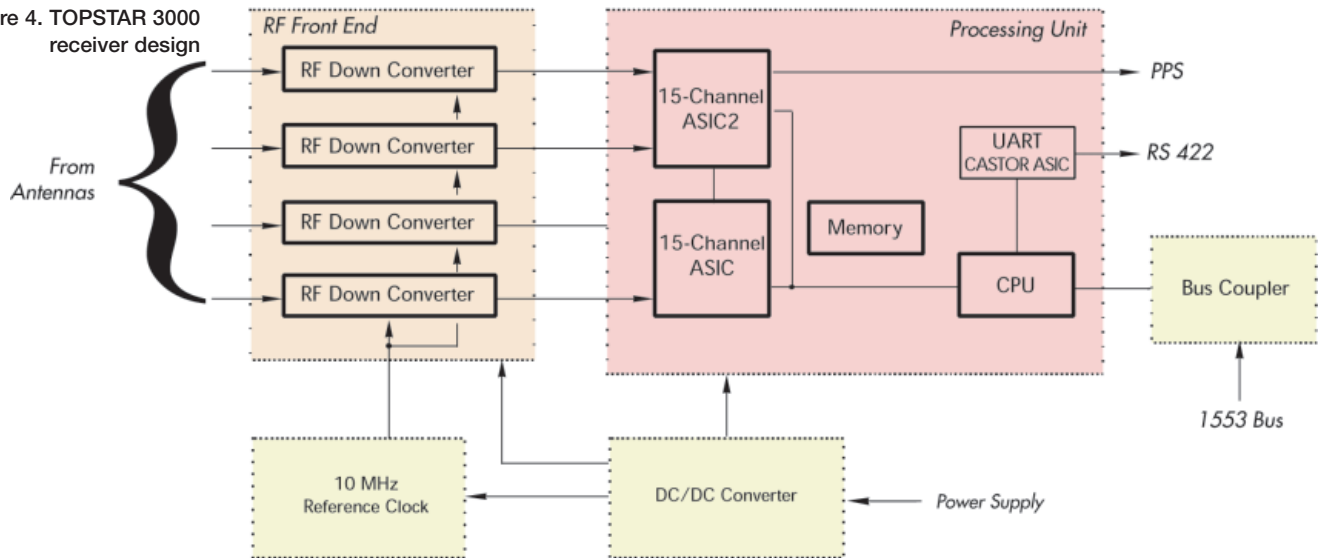 re 4. TOPSTAR 3000
receiver design
RF Front End
Processing Unit
RF Down Converter
RF Down Converter
RF Down Converter
RF Down Converter
From
Antennas
15-Channel
ASIC2
15-Channel
ASIC
Memory
UART
CASTOR ASIC
CPU
PPS
RS 422
Bus Coupler
1553 Bus
10 MHz
Reference Clock
DC/DC Converter
Power Supply